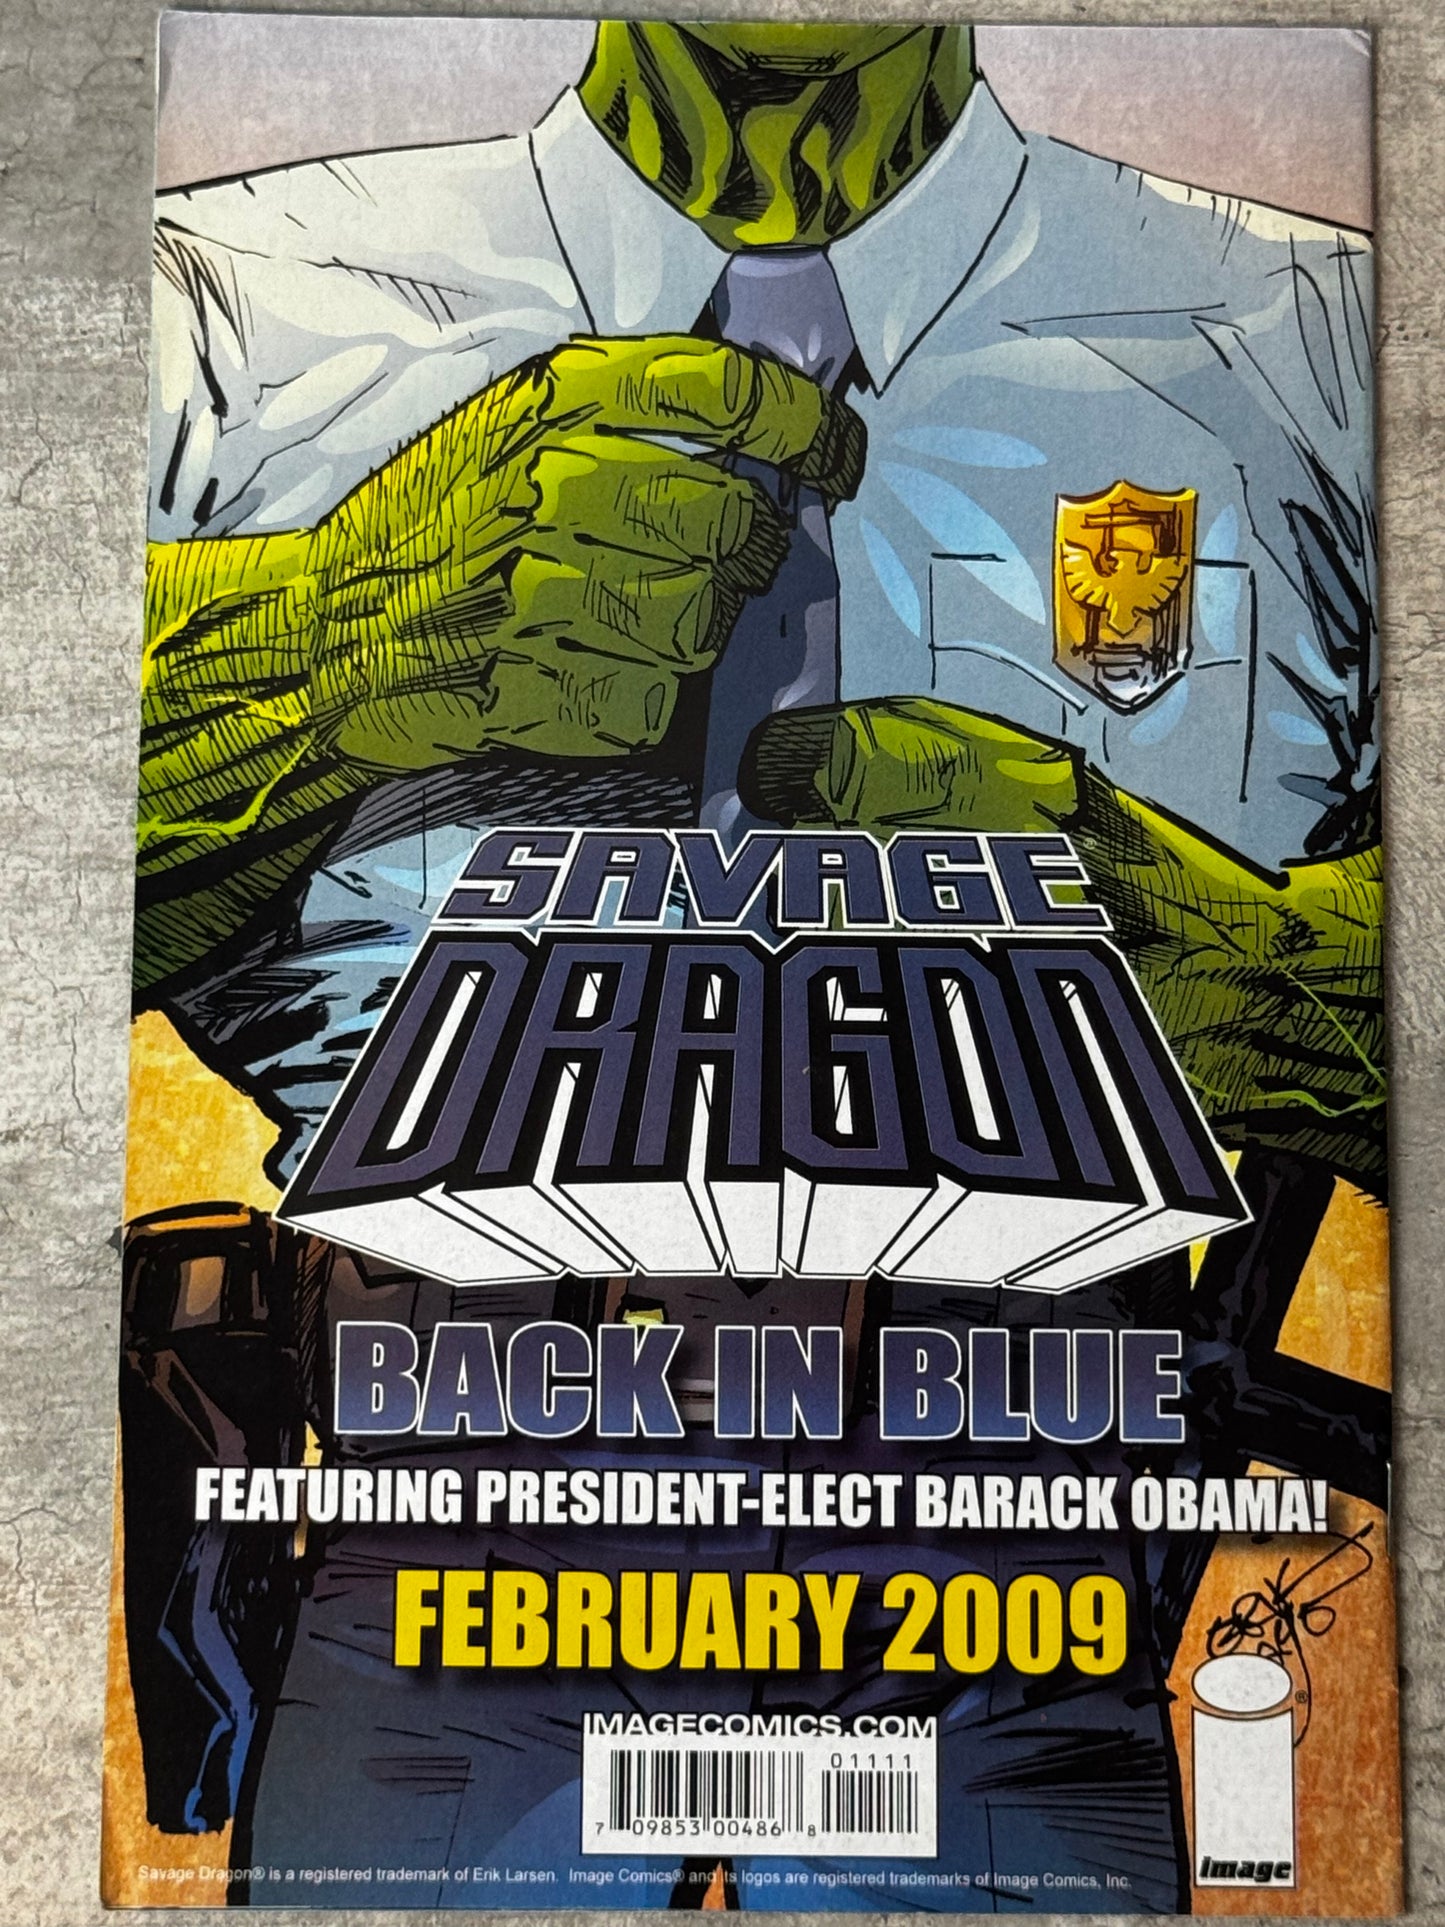 SAVAGE®
DRAGON
BACK IN BLUE
FEATURING PRESIDENT-ELECT BARACK OBAMA!
FEBRUARY 2009
IMAGECOMICS.COM
01111
7 09853 00486 8
®
image
Savage Dragon® is a registered trademark of Erik Larsen. Image Comics® and its logos are registered trademarks of Image Comics, Inc.